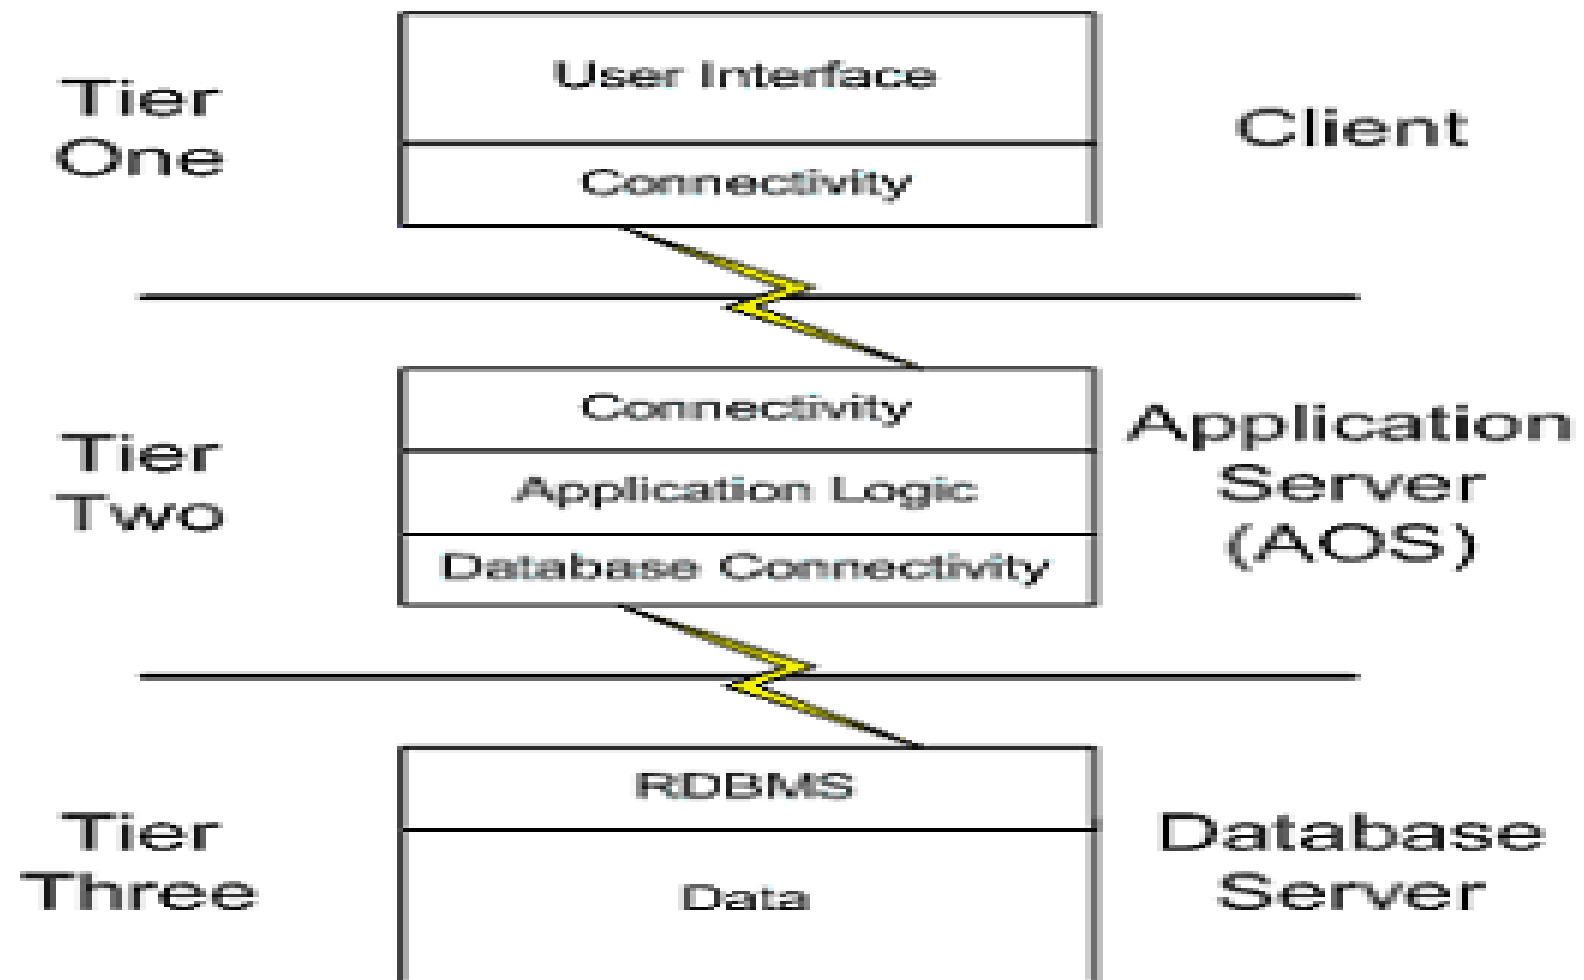 Tier
One
User Interface
Connectivity
Client
Tier
Two
Connectivity
Application Logic
Database Connectivity
Application
Server
(AOS)
Tier
Three
RDBMS
Data
Database
Server